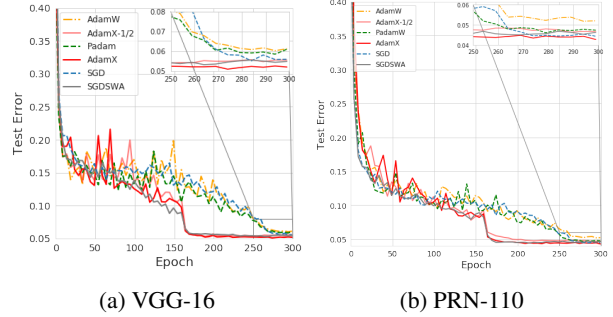 AdamW
AdamX-1/2
Padam
AdamX
SGD
SGDSWA
0.40
0.35
0.30
0.25
0.20
0.15
0.10
0.05
Test Error
0.08
0.07
0.06
0.05
250 260 270 280 290 300
0 50 100 150 200 250 300
Epoch
(a) VGG-16
AdamW
AdamX-1/2
PadamW
AdamX
SGD
SGDSWA
0.40
0.35
0.30
0.25
0.20
0.15
0.10
0.05
Test Error
0.06
0.05
0.04
250 260 270 280 290 300
0 50 100 150 200 250 300
Epoch
(b) PRN-110